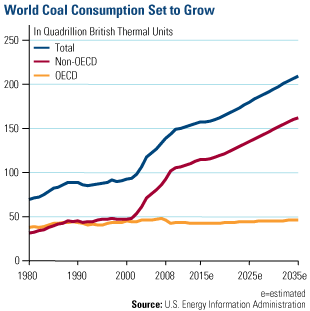 World Coal Consumption Set to Grow
In Quadrillion British Thermal Units
Total
Non-OECD
OECD
250
200
150
100
50
0
1980
1990
2000
2008
2015e
2025e
2035e
e=estimated
Source: U.S. Energy Information Administration